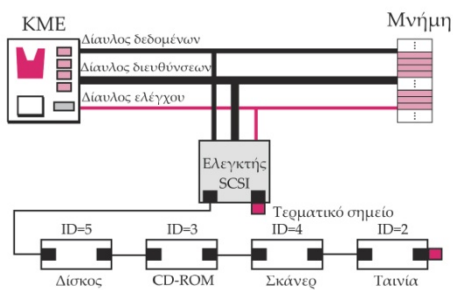 ΚΜΕ
Μνήμη
Δίαυλος δεδομένων
Δίαυλος διευθύνσεων
Δίαυλος ελέγχου
Ελεγκτής
SCSI
Τερματικό σημείο
ID=5
ID=3
ID=4
ID=2
Δίσκος
CD-ROM
Σκάνερ
Ταινία